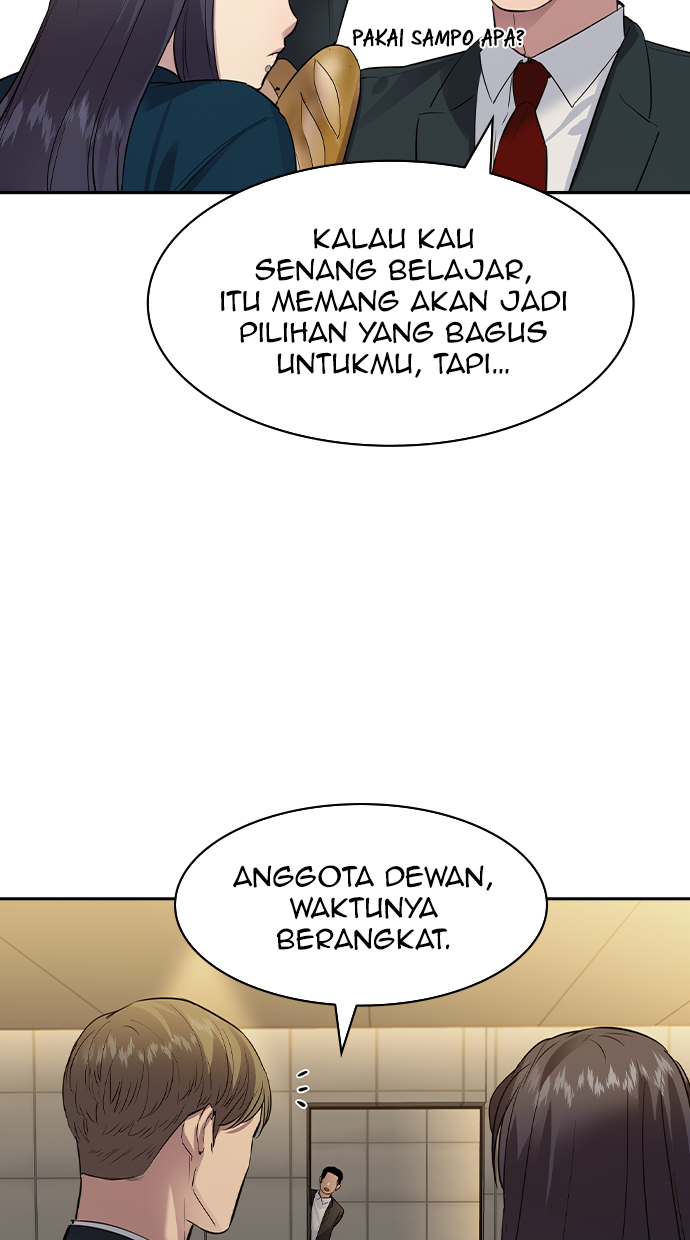 PAKAI SAMPO APA?
KALAU KAU
SENANG BELAJAR,
ITU MEMANG AKAN JADI
PILIHAN YANG BAGUS
UNTUKMU, TAPI...
ANGGOTA DEWAN,
WAKTUNYA
BERANGKAT.